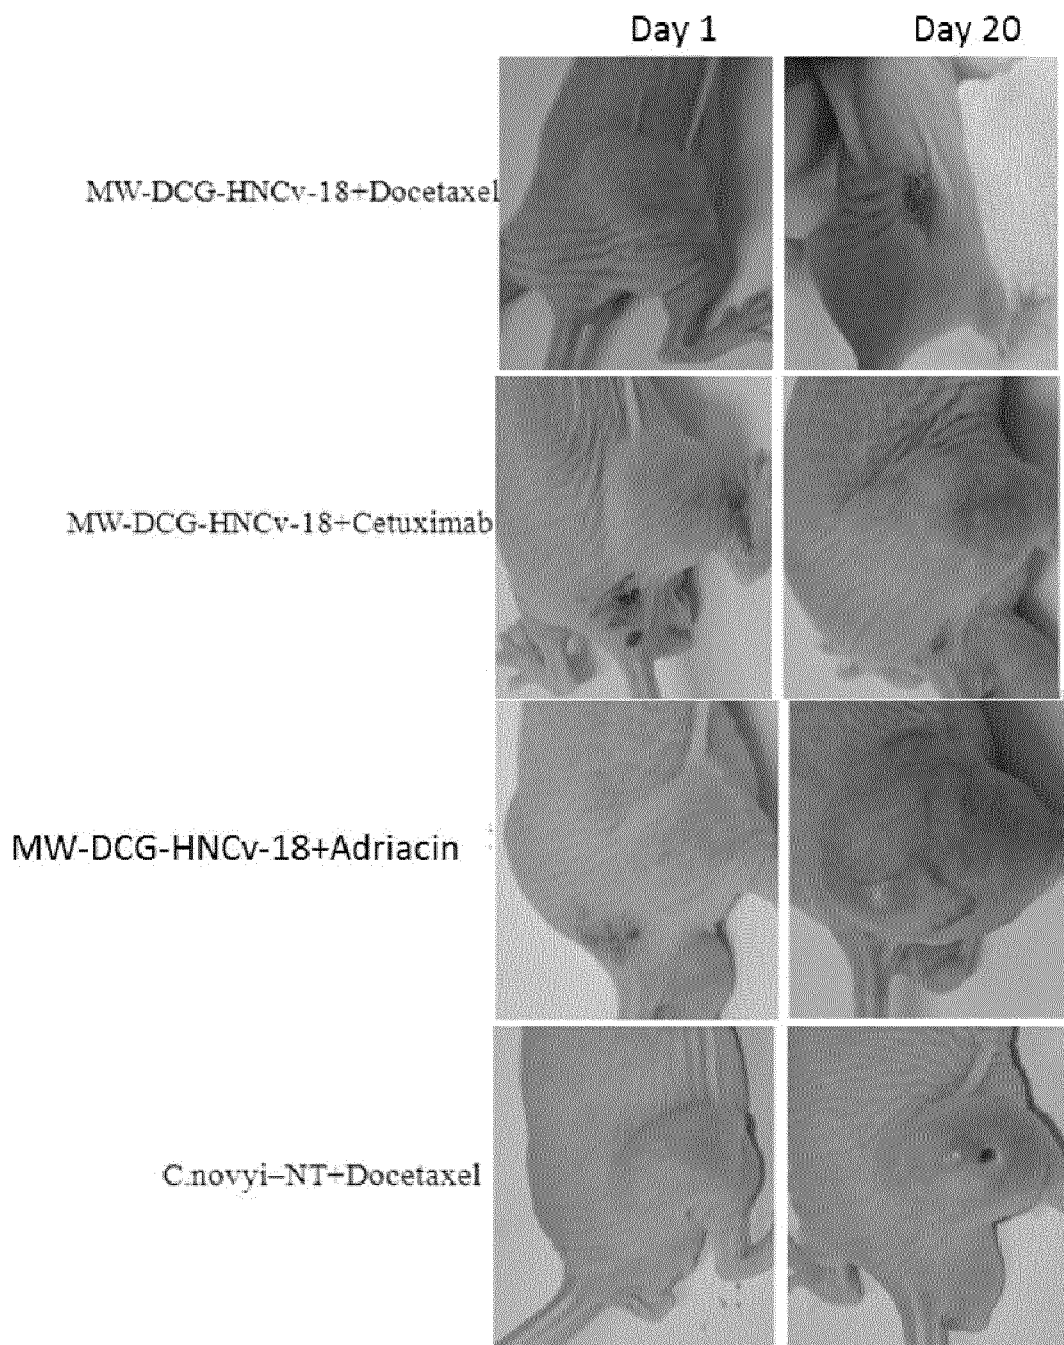 Day 1
Day 20
MW-DCG-HNCv-18+Docetaxel
MW-DCG-HNCv-18+Cetuximab
MW-DCG-HNCv-18+Adriacin
C.novyi–NT+Docetaxel